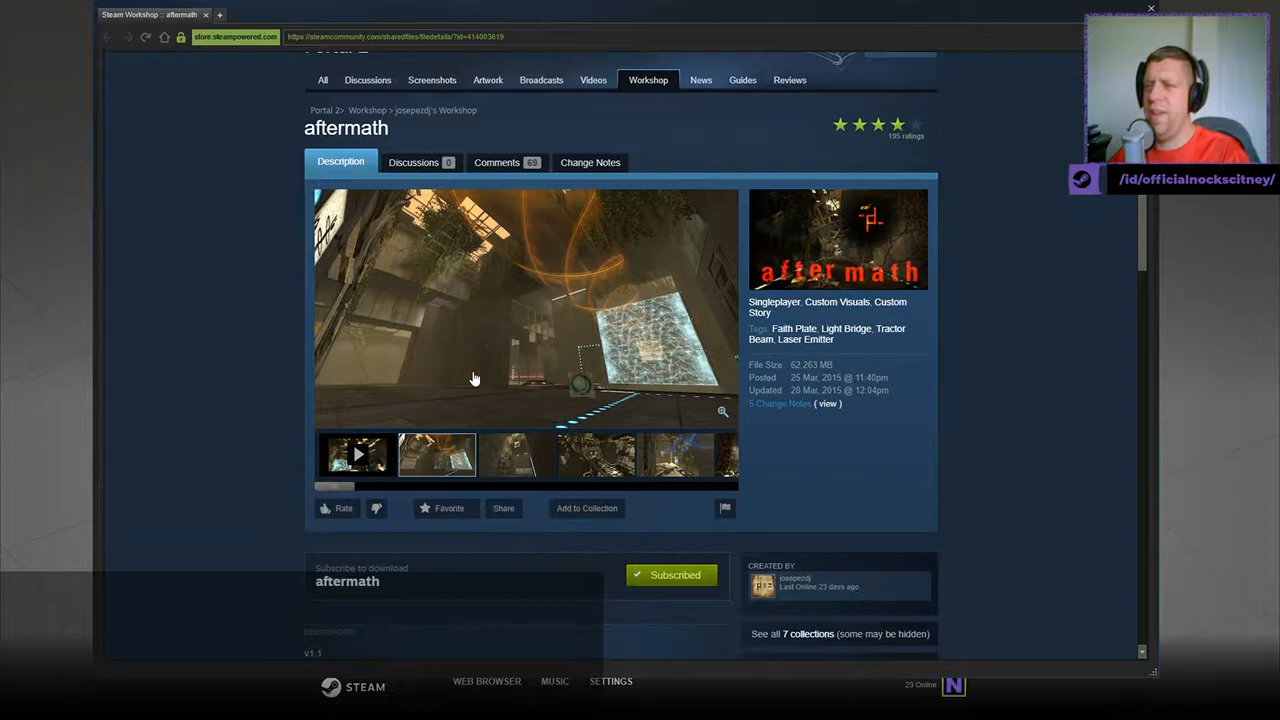 Steam Workshop :: aftermath × +
store.steampowered.com https://steamcommunity.com/sharedfiles/filedetails/?id=414003619
All Discussions Screenshots Artwork Broadcasts Videos Workshop News Guides Reviews
Portal 2> Workshop > josepezdj's Workshop
aftermath
195 ratings
Description Discussions 0 Comments 69 Change Notes
aftermath
Singleplayer, Custom Visuals, Custom
Story
Tags: Faith Plate, Light Bridge, Tractor
Beam, Laser Emitter
File Size 62.263 MB
Posted 25 Mar, 2015 @ 11:40pm
Updated 28 Mar, 2015 @ 12:04pm
5 Change Notes ( view )
Rate Favorite Share Add to Collection
Subscribe to download
aftermath
Subscribed
CREATED BY
josepezdj
Last Online 23 days ago
See all 7 collections (some may be hidden)
DESCRIPTION
v1.1
STEAM WEB BROWSER MUSIC SETTINGS 23 Online N
/id/officialnockscitney/